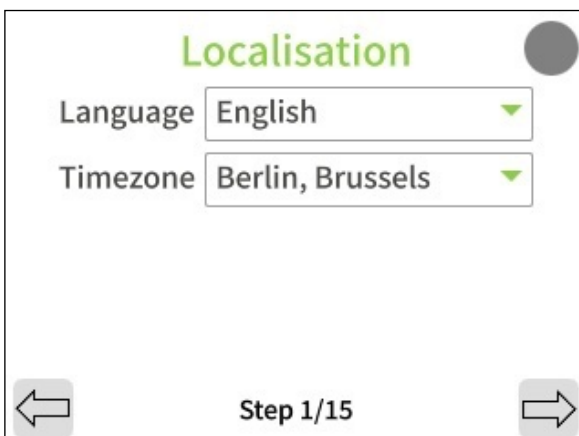 Localisation
Language English
Timezone Berlin, Brussels
Step 1/15